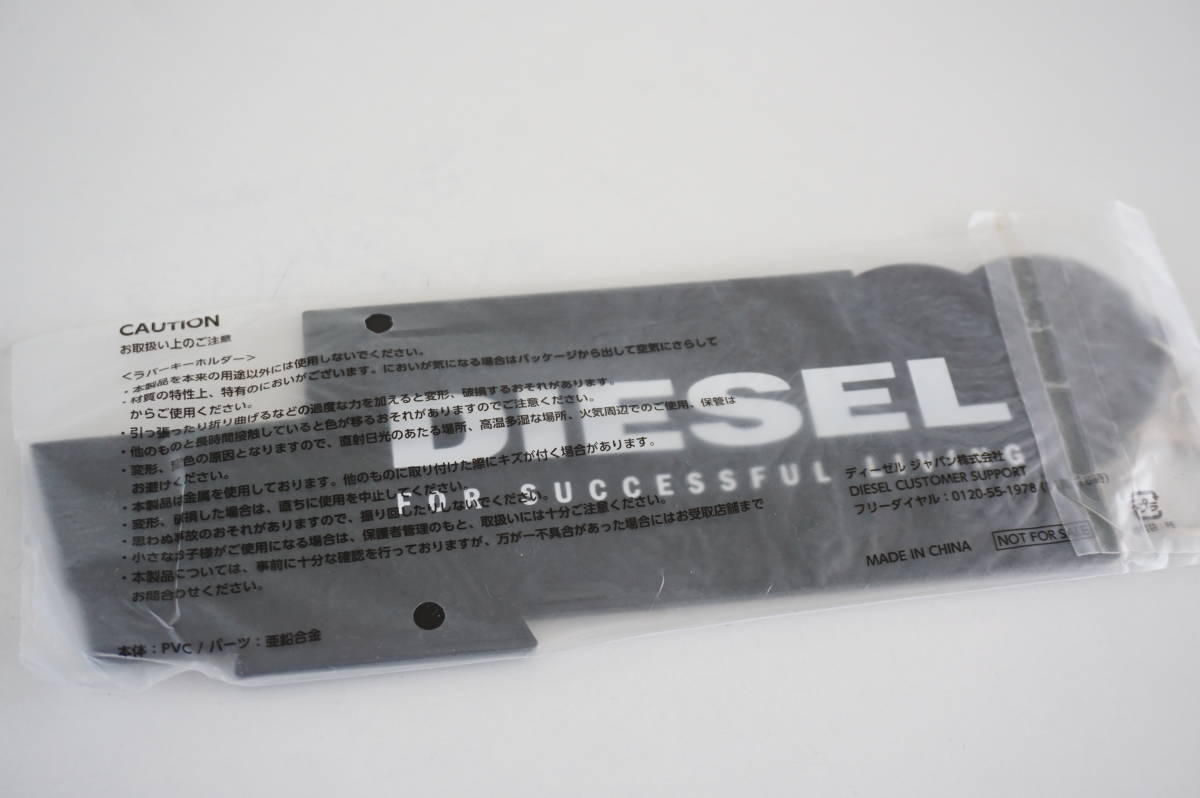 CAUTION
お取扱い上のご注意
＜ラバーキーホルダー＞
・本製品を本来の用途以外には使用しないでください。
・材質の特性上、特有のにおいがございます。においが気になる場合はパッケージから出して空気にさらして
からご使用ください。
・引っ張ったり折り曲げるなどの過度な力を加えると変形、破損するおそれがあります。
・他のものと長時間接触していると色が移るおそれがありますのでご注意ください。
・変形、色の原因となりますので、直射日光のあたる場所、高温多湿な場所、火気周辺でのご使用、保管は
お避けください。
・本製品は金属を使用しております。他のものに取り付けた際にキズが付く場合があります。
・変形、破損した場合は、直ちに使用を中止してください。
・思わぬ事故のおそれがありますので、振り回したりしないでください。
・小さなお子様がご使用になる場合は、保護者管理のもと、取扱いには十分ご注意ください。
・本製品については、事前に十分な確認を行っておりますが、万が一不具合があった場合にはお受取店舗まで
お問合わせください。
本体：PVC / パーツ：亜鉛合金
DIESEL
FOR SUCCESSFUL LIVING
ディーゼル ジャパン株式会社
DIESEL CUSTOMER SUPPORT
フリーダイヤル：0120-55-1978
MADE IN CHINA
NOT FOR SALE
プラ